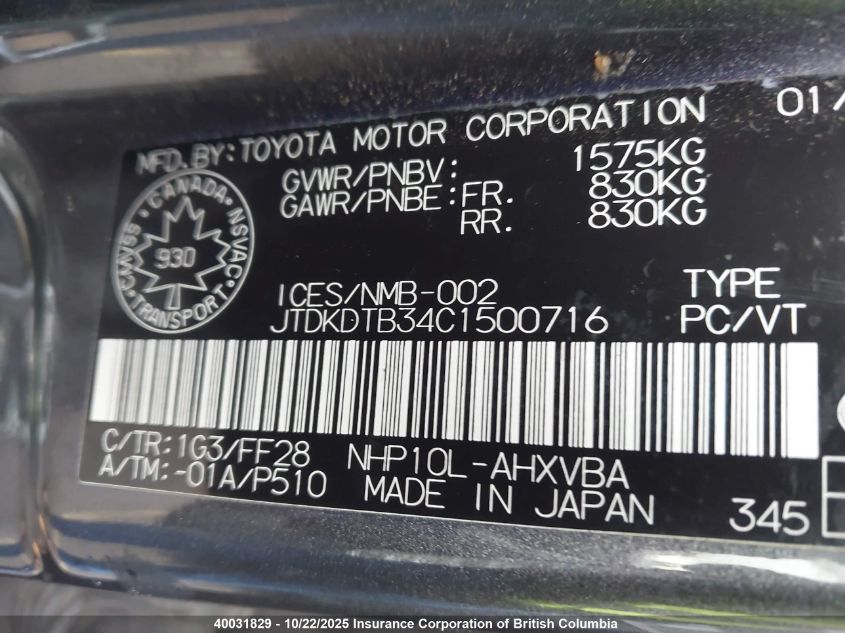 MFD.BY: TOYOTA MOTOR CORPORATION 01/
GVWR/PNBV: 1575KG
GAWR/PNBE: FR. 830KG
RR. 830KG
CANADA
CMVSS NSVAC
930
TRANSPORT
ICES/NMB-002 TYPE
JTDKDTB34C1500716 PC/VT
C/TR: 1G3/FF28 NHP10L-AHXVBA
A/TM: -01A/P510 MADE IN JAPAN 345
40031829 - 10/22/2025 Insurance Corporation of British Columbia